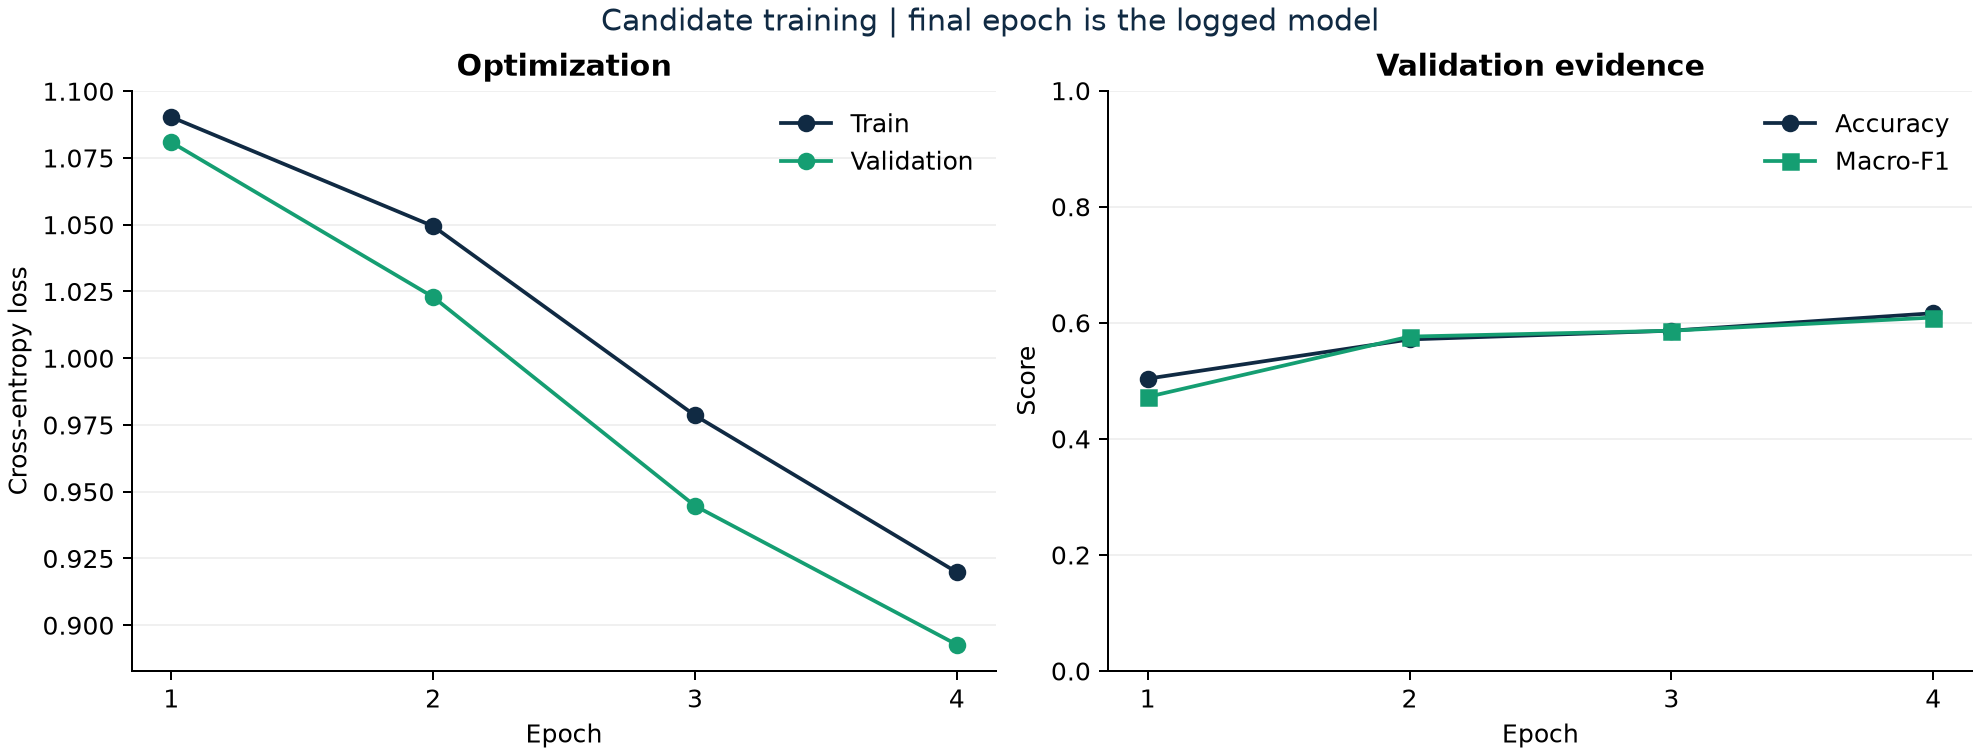 Candidate training | final epoch is the logged model
Optimization
Cross-entropy loss
1.100
1.075
1.050
1.025
1.000
0.975
0.950
0.925
0.900
Train
Validation
1
2
3
4
Epoch
Validation evidence
Score
1.0
0.8
0.6
0.4
0.2
0.0
Accuracy
Macro-F1
1
2
3
4
Epoch